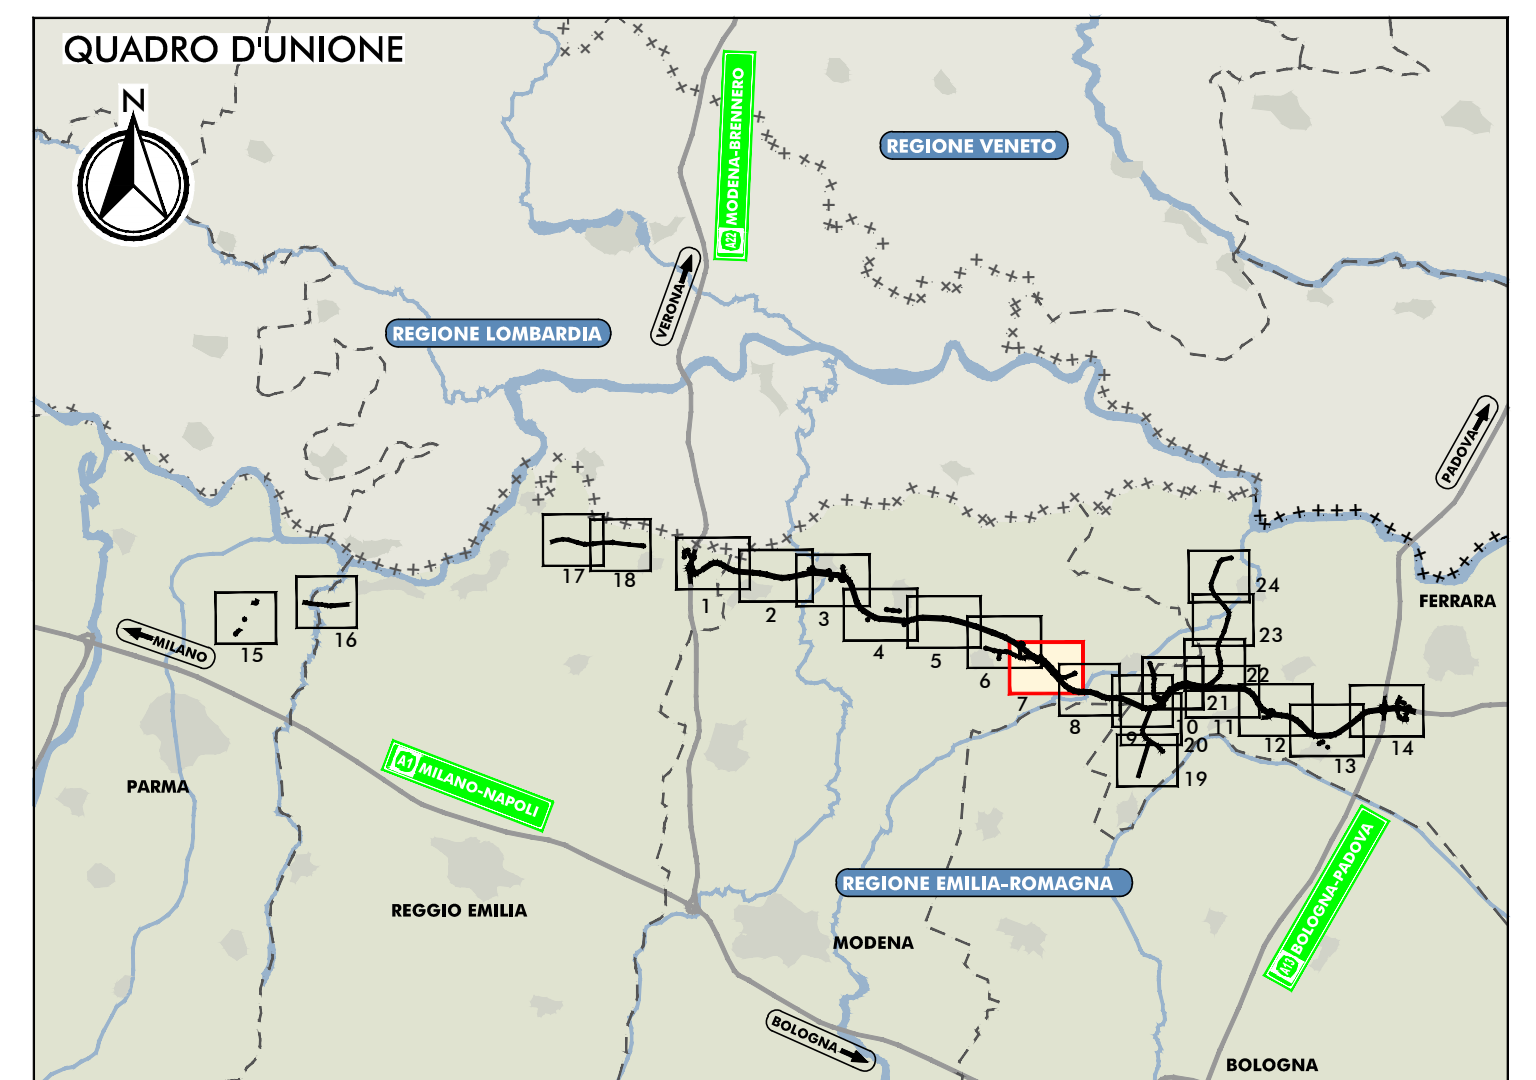 QUADRO D'UNIONE
N
A22 MODENA-BRENNERO
REGIONE VENETO
VERONA
REGIONE LOMBARDIA
PADOVA
17
18
1
2
3
4
5
6
7
8
9
10
11
12
13
14
15
16
19
20
21
22
23
24
FERRARA
MILANO
PARMA
A1 MILANO-NAPOLI
REGGIO EMILIA
REGIONE EMILIA-ROMAGNA
MODENA
A13 BOLOGNA-PADOVA
BOLOGNA
BOLOGNA